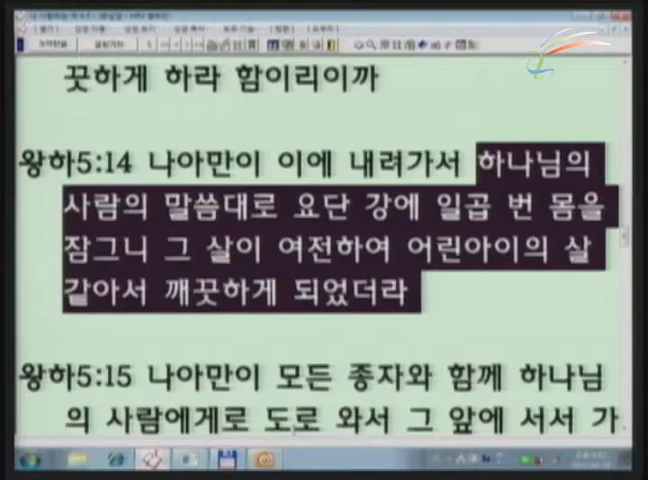 끗하게 하라 함이리이까
왕하5:14 나아만이 이에 내려가서 하나님의
사람의 말씀대로 요단 강에 일곱 번 몸을
잠그니 그 살이 여전하여 어린아이의 살
같아서 깨끗하게 되었더라
왕하5:15 나아만이 모든 종자와 함께 하나님
의 사람에게로 도로 와서 그 앞에 서서 가